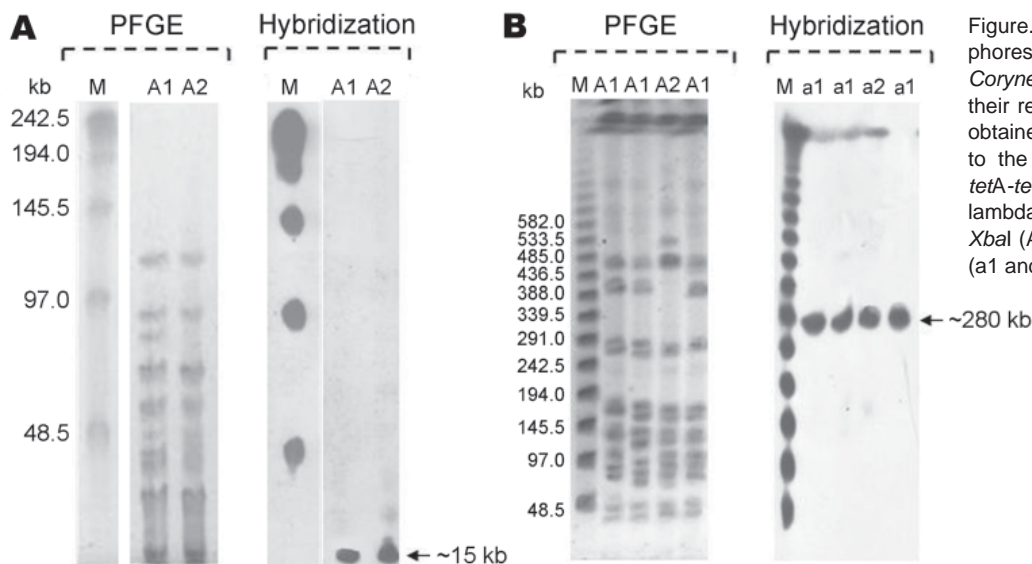 A
PFGE
Hybridization
kb
M
A1 A2
M
A1 A2
242.5
194.0
145.5
97.0
48.5
←~15 kb
B
PFGE
Hybridization
kb
M A1 A1 A2 A1
M a1 a1 a2 a1
582.0
533.5
485.0
436.5
388.0
339.5
291.0
242.5
194.0
145.5
97.0
48.5
←~280 kb
Figure.
phores
Coryne
their re
obtaine
to the
tetA-te
lambda
XbaI (A
(a1 and